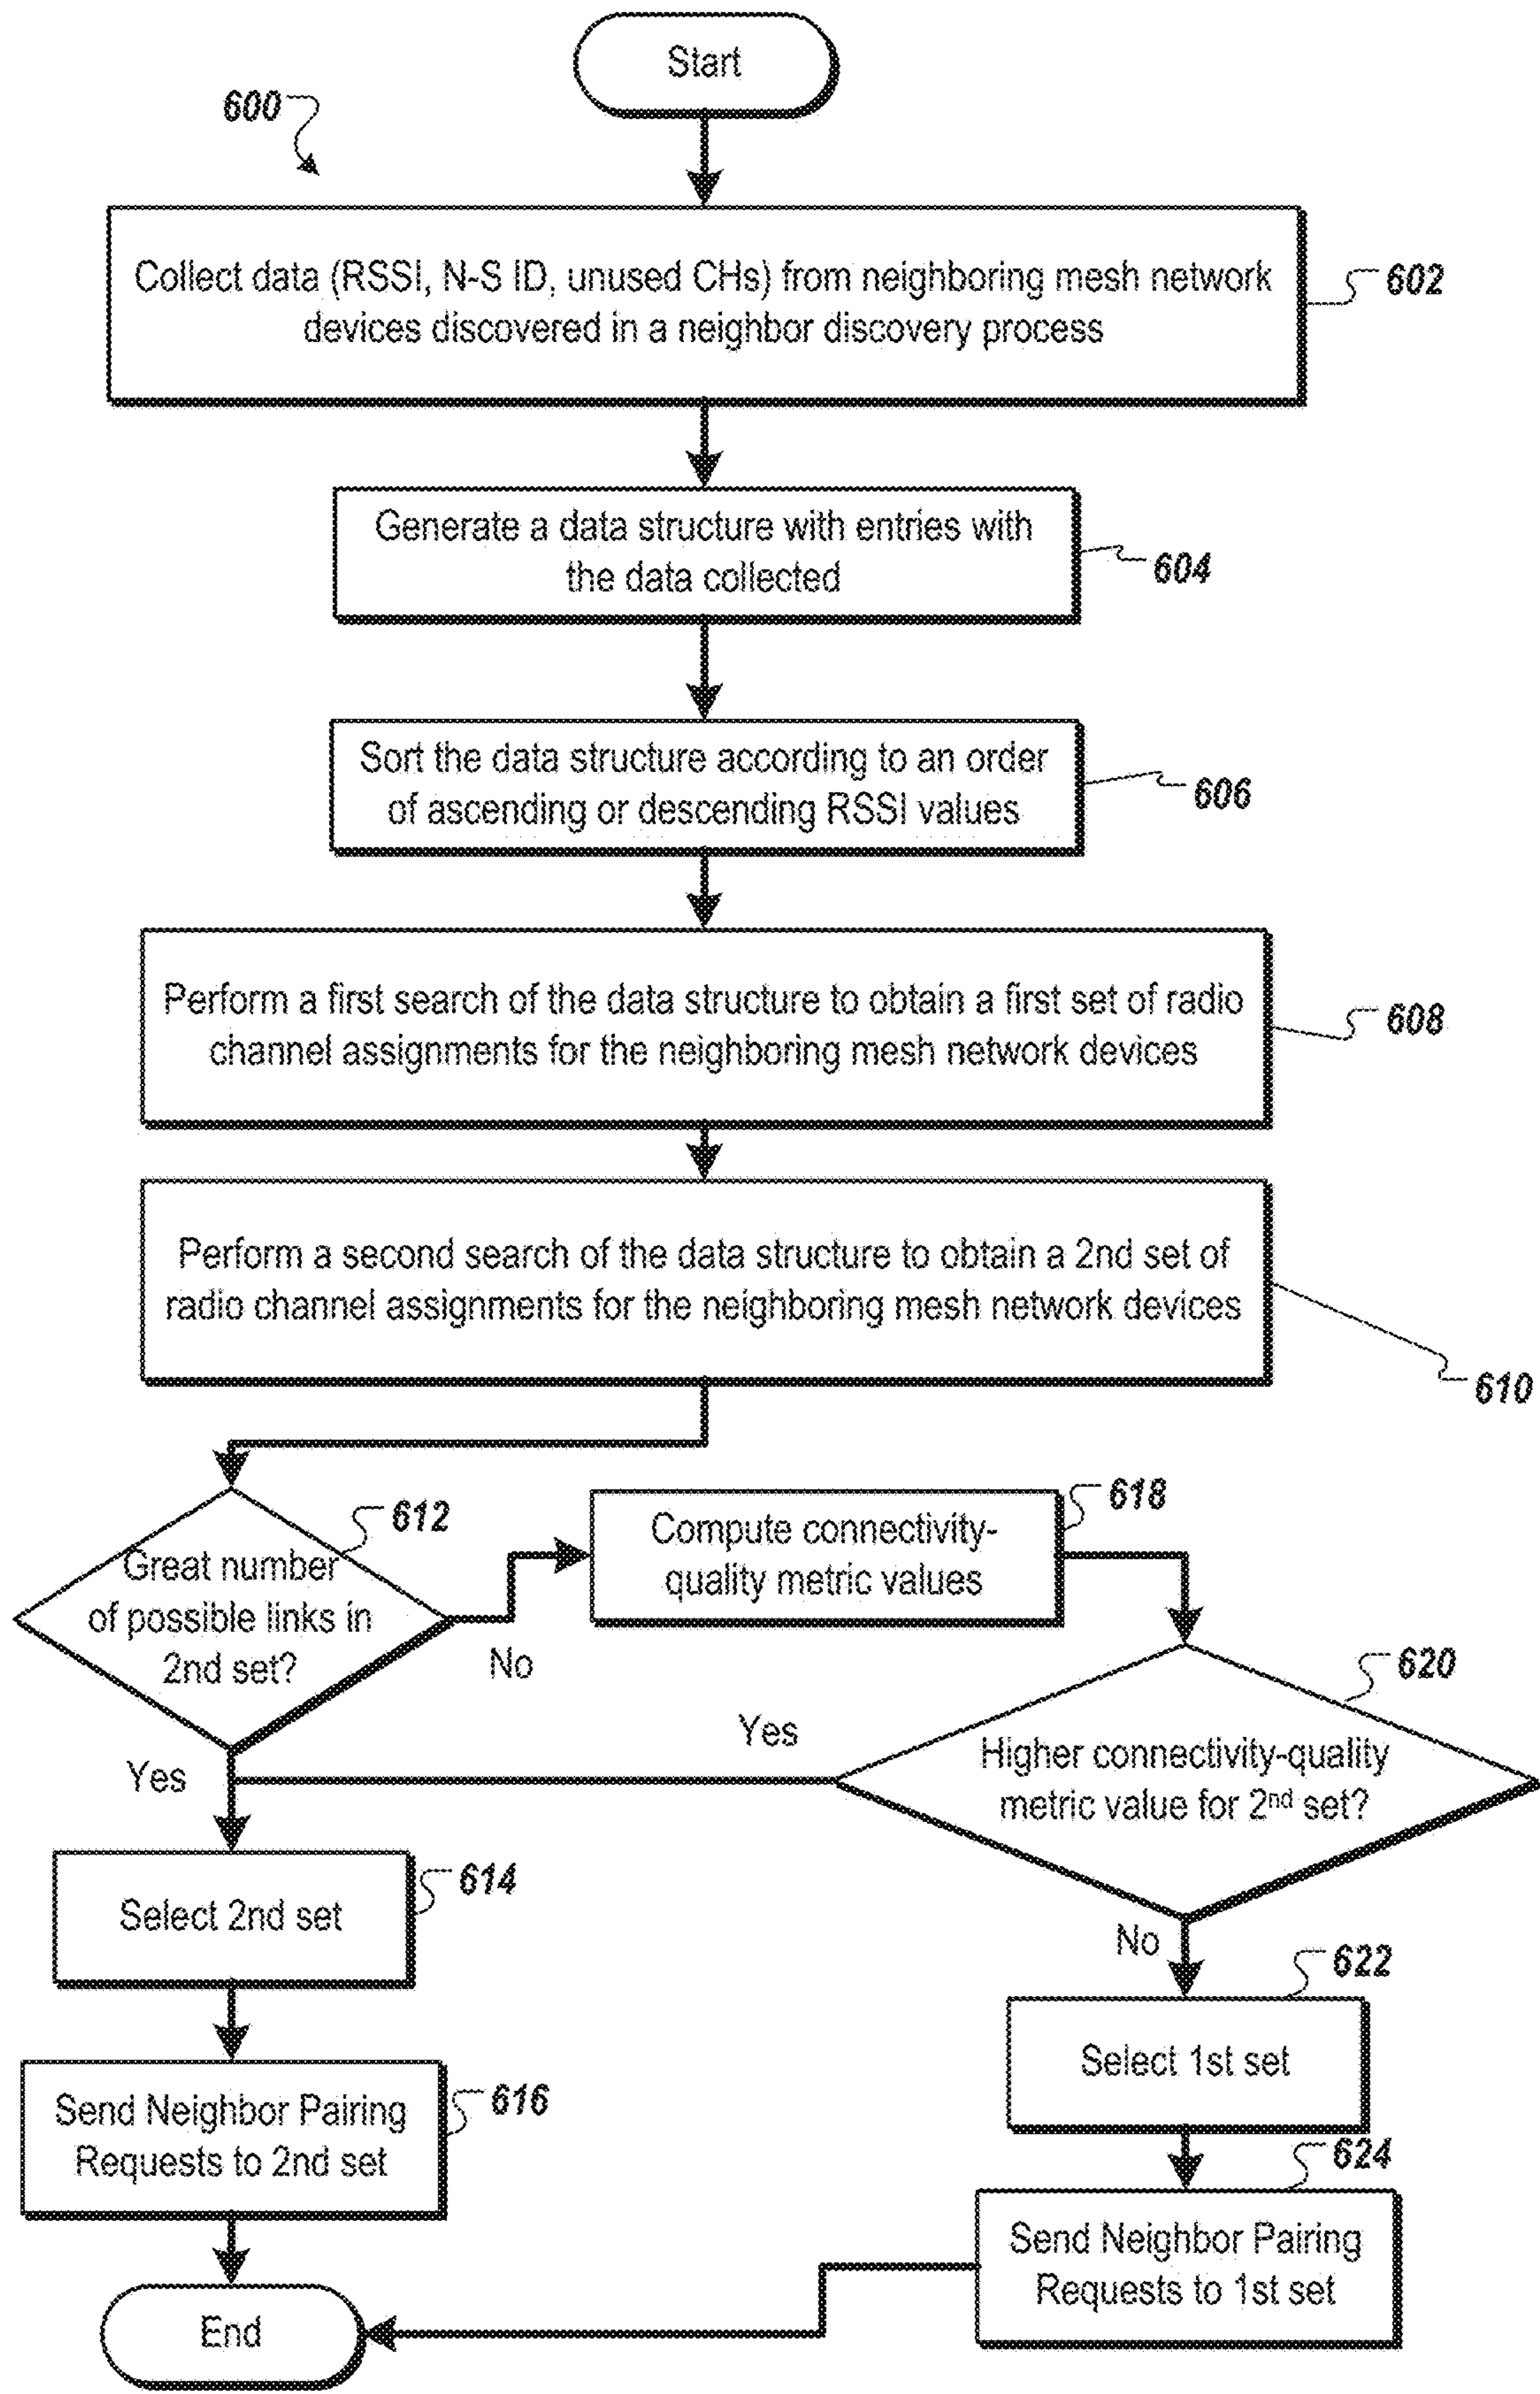 Start
600
Collect data (RSSI, N-S ID, unused CHs) from neighboring mesh network
devices discovered in a neighbor discovery process
602
Generate a data structure with entries with
the data collected
604
Sort the data structure according to an order
of ascending or descending RSSI values
606
Perform a first search of the data structure to obtain a first set of radio
channel assignments for the neighboring mesh network devices
608
Perform a second search of the data structure to obtain a 2nd set of
radio channel assignments for the neighboring mesh network devices
610
612
Great number
of possible links in
2nd set?
No
Yes
618
Compute connectivity-
quality metric values
620
Higher connectivity-quality
metric value for 2nd set?
Yes
No
614
Select 2nd set
616
Send Neighbor Pairing
Requests to 2nd set
622
Select 1st set
624
Send Neighbor Pairing
Requests to 1st set
End